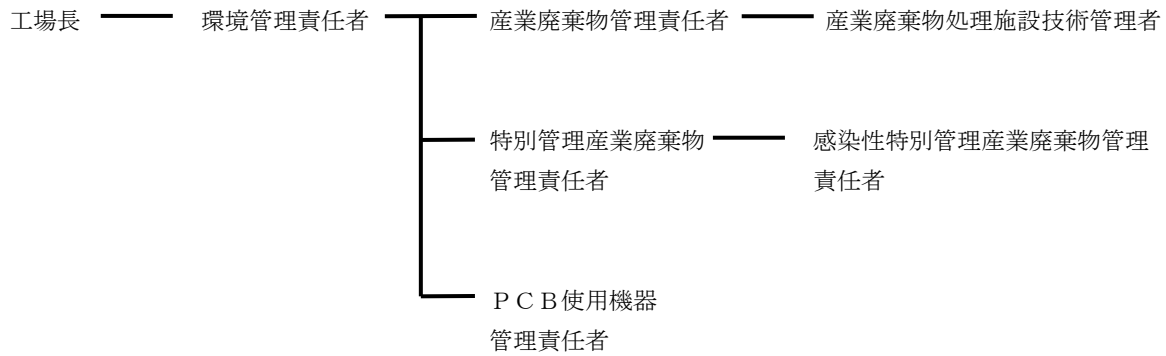 工場長
環境管理責任者
産業廃棄物管理責任者
産業廃棄物処理施設技術管理者
特別管理産業廃棄物
管理責任者
感染性特別管理産業廃棄物管理
責任者
ＰＣＢ使用機器
管理責任者